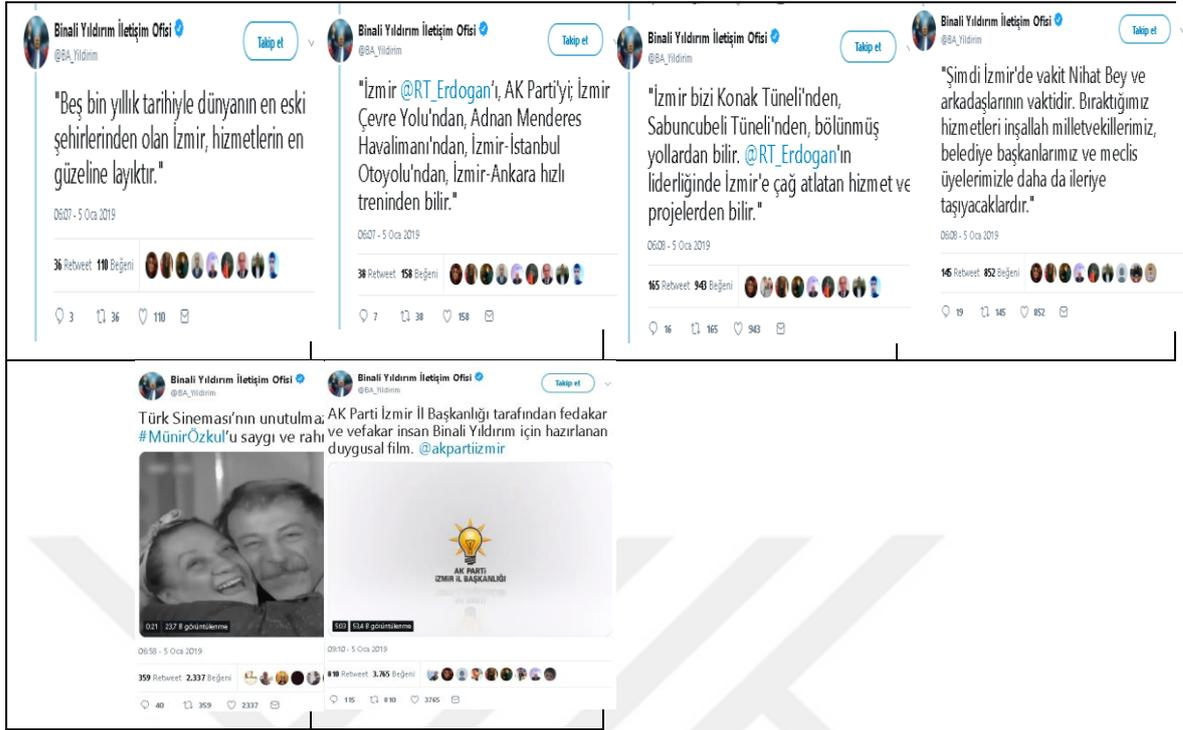 Binali Yıldırım İletişim Ofisi
@BA_Yildirim
Takip et
"Beş bin yıllık tarihiyle dünyanın en eski
şehirlerinden olan İzmir, hizmetlerin en
güzeline layıktır."
06:07 - 5 Oca 2019
36 Retweet 110 Beğeni
3 36 110
Binali Yıldırım İletişim Ofisi
@BA_Yildirim
Takip et
"İzmir @RT_Erdogan'ı, AK Parti'yi; İzmir
Çevre Yolu'ndan, Adnan Menderes
Havalimanı'ndan, İzmir-İstanbul
Otoyolu'ndan, İzmir-Ankara hızlı
treninden bilir."
06:07 - 5 Oca 2019
38 Retweet 158 Beğeni
7 38 158
Binali Yıldırım İletişim Ofisi
@BA_Yildirim
Takip et
"İzmir bizi Konak Tüneli'nden,
Sabuncubeli Tüneli'nden, bölünmüş
yollardan bilir. @RT_Erdogan'ın
liderliğinde İzmir'e çağ atlatan hizmet ve
projelerden bilir."
06:08 - 5 Oca 2019
165 Retweet 943 Beğeni
16 165 943
Binali Yıldırım İletişim Ofisi
@BA_Yildirim
Takip et
"Şimdi İzmir'de vakit Nihat Bey ve
arkadaşlarının vaktidir. Bıraktığımız
hizmetleri inşallah milletvekillerimiz,
belediye başkanlarımız ve meclis
üyelerimizle daha da ileriye
taşıyacaklardır."
06:08 - 5 Oca 2019
145 Retweet 852 Beğeni
19 145 852
Binali Yıldırım İletişim Ofisi
@BA_Yildirim
Türk Sineması'nın unutulmaz
#MünirÖzkul'u saygı ve
0:21 23,7 B görüntülenme
06:58 - 5 Oca 2019
359 Retweet 2.337 Beğeni
40 359 2337
Binali Yıldırım İletişim Ofisi
@BA_Yildirim
Takip et
AK Parti İzmir İl Başkanlığı tarafından fedakar
ve vefakar insan Binali Yıldırım için hazırlanan
duygusal film. @akpartiizmir
AK PARTİ
İZMİR İL BAŞKANLIĞI
5:03 53,4 B görüntülenme
09:10 - 5 Oca 2019
810 Retweet 3.765 Beğeni
115 810 3765